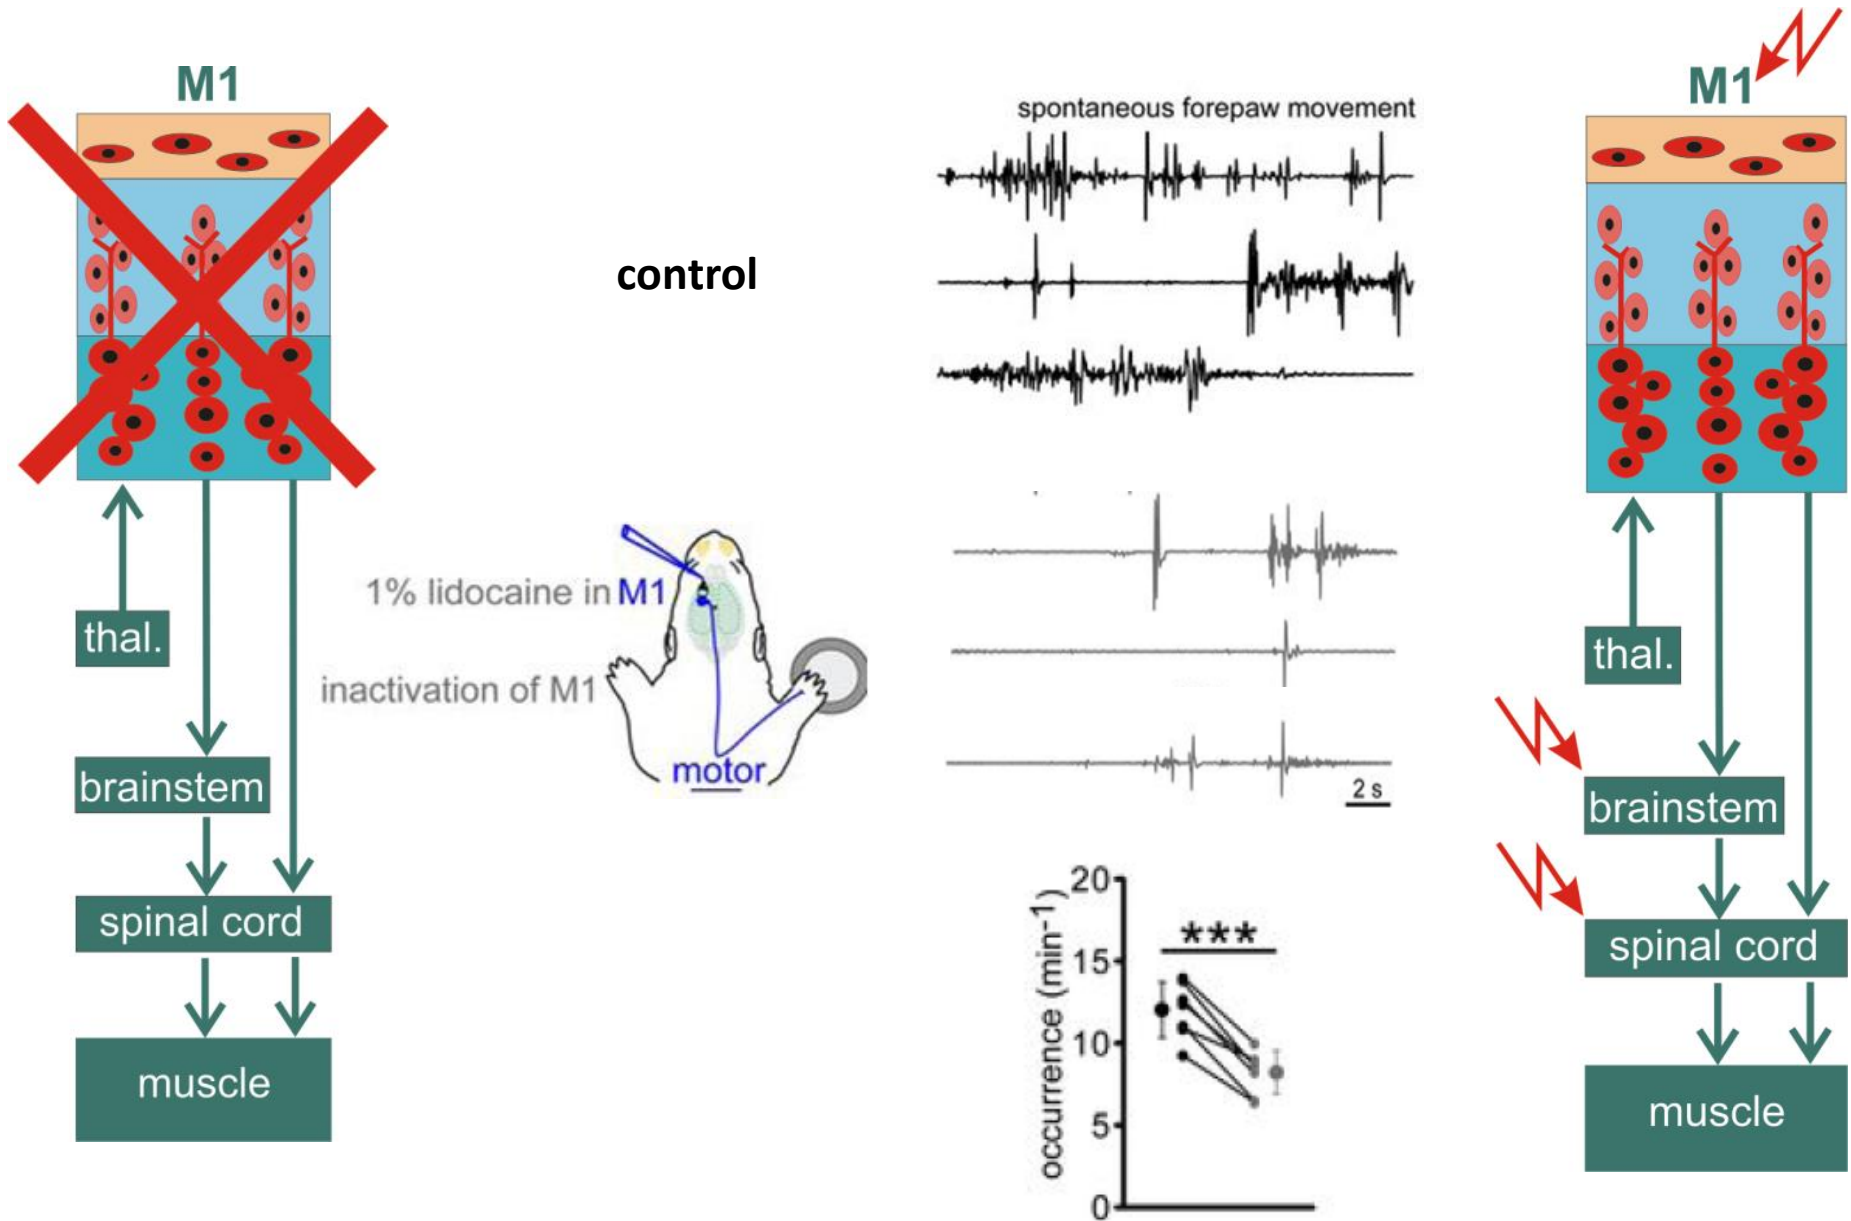 M1
thal.
brainstem
spinal cord
muscle
control
1% lidocaine in M1
inactivation of M1
motor
spontaneous forepaw movement
2 s
occurrence (min-1)
20
15
10
5
0
***
M1
thal.
brainstem
spinal cord
muscle